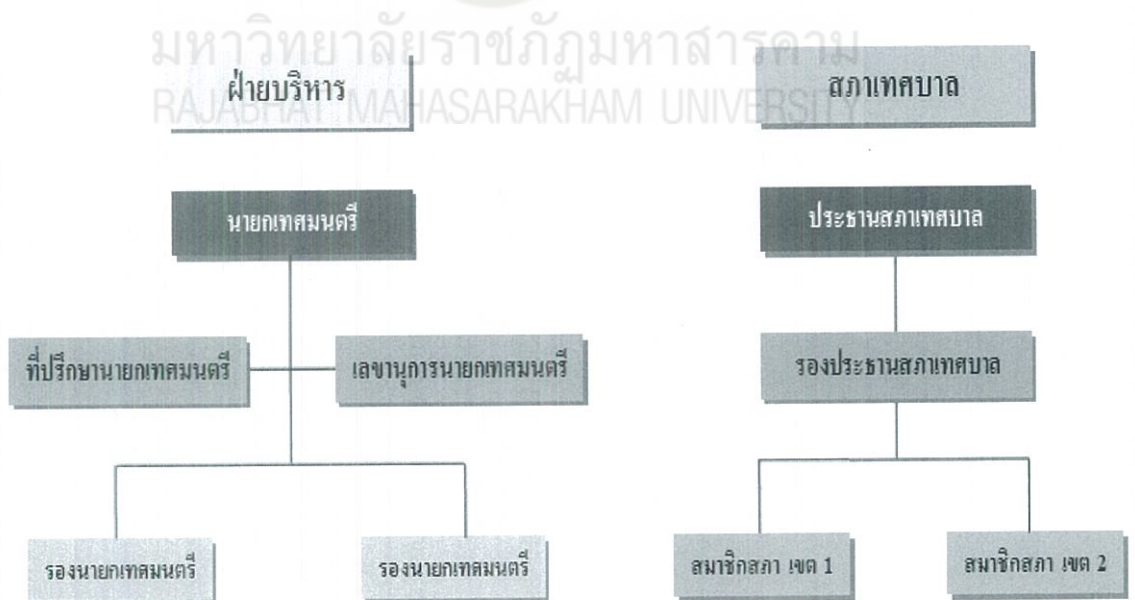 มหาวิทยาลัยราชภัฏมหาสารคาม
RAJABHAT MAHASARAKHAM UNIVERSITY
ฝ่ายบริหาร
นายกเทศมนตรี
ที่ปรึกษานายกเทศมนตรี
เลขานุการนายกเทศมนตรี
รองนายกเทศมนตรี
รองนายกเทศมนตรี
สภาเทศบาล
ประธานสภาเทศบาล
รองประธานสภาเทศบาล
สมาชิกสภา เขต 1
สมาชิกสภา เขต 2